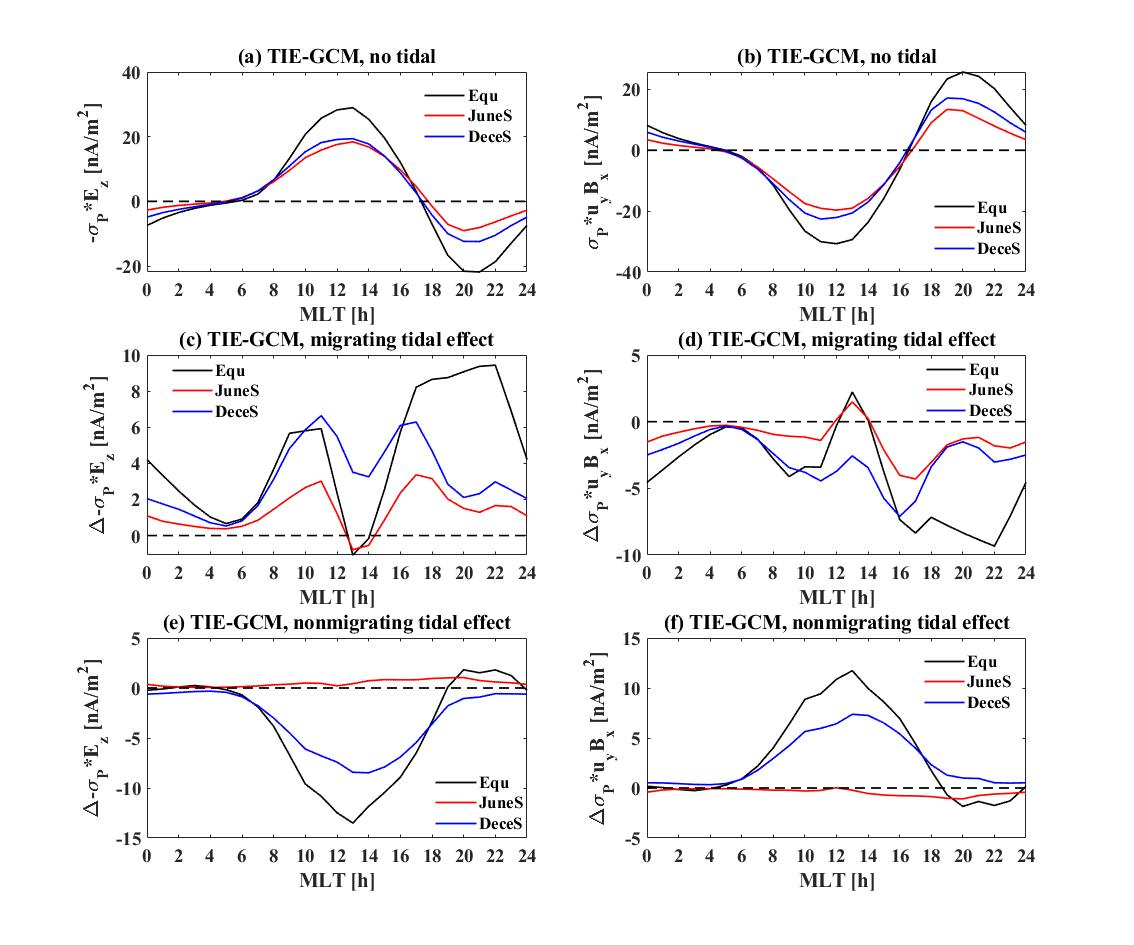 (a) TIE-GCM, no tidal
-σP*Ez [nA/m2]
40
20
0
-20
Equ
JuneS
DeceS
0 2 4 6 8 10 12 14 16 18 20 22 24
MLT [h]
(b) TIE-GCM, no tidal
σP*uyBx [nA/m2]
20
0
-20
-40
Equ
JuneS
DeceS
0 2 4 6 8 10 12 14 16 18 20 22 24
MLT [h]
(c) TIE-GCM, migrating tidal effect
Δ-σP*Ez [nA/m2]
10
8
6
4
2
0
Equ
JuneS
DeceS
0 2 4 6 8 10 12 14 16 18 20 22 24
MLT [h]
(d) TIE-GCM, migrating tidal effect
ΔσP*uyBx [nA/m2]
5
0
-5
-10
Equ
JuneS
DeceS
0 2 4 6 8 10 12 14 16 18 20 22 24
MLT [h]
(e) TIE-GCM, nonmigrating tidal effect
Δ-σP*Ez [nA/m2]
5
0
-5
-10
-15
Equ
JuneS
DeceS
0 2 4 6 8 10 12 14 16 18 20 22 24
MLT [h]
(f) TIE-GCM, nonmigrating tidal effect
ΔσP*uyBx [nA/m2]
15
10
5
0
-5
Equ
JuneS
DeceS
0 2 4 6 8 10 12 14 16 18 20 22 24
MLT [h]